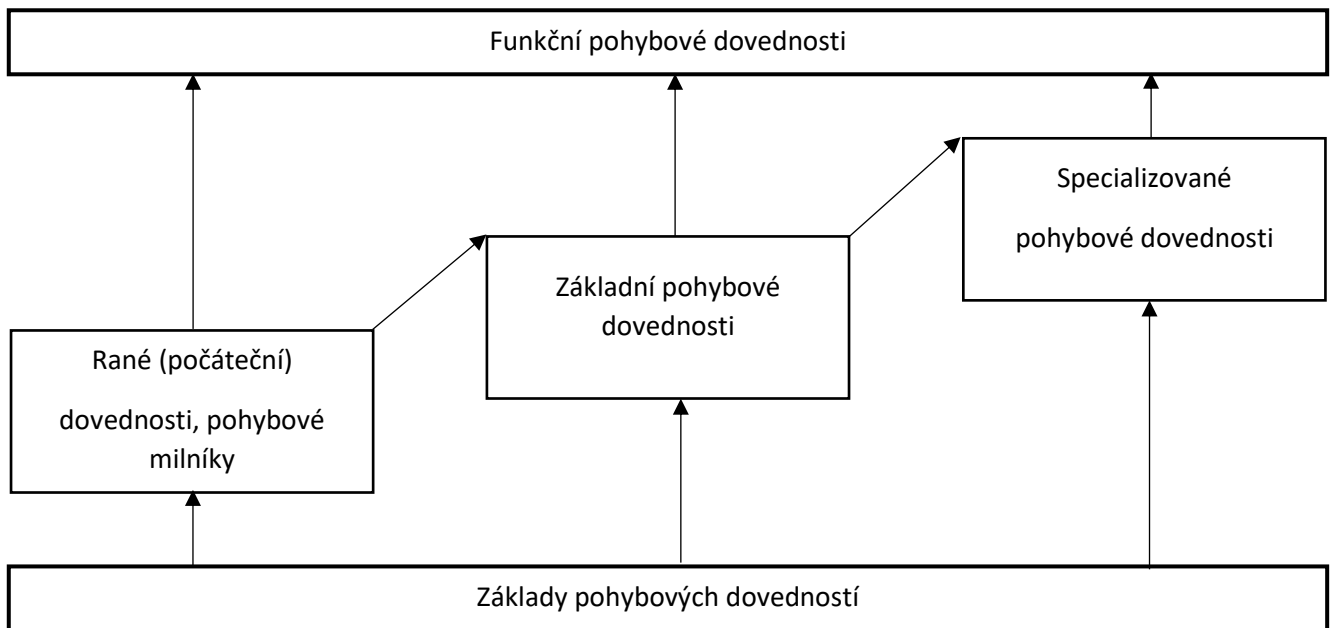 Funkční pohybové dovednosti
Specializované
pohybové dovednosti
Základní pohybové
dovednosti
Rané (počáteční)
dovednosti, pohybové
milníky
Základy pohybových dovedností